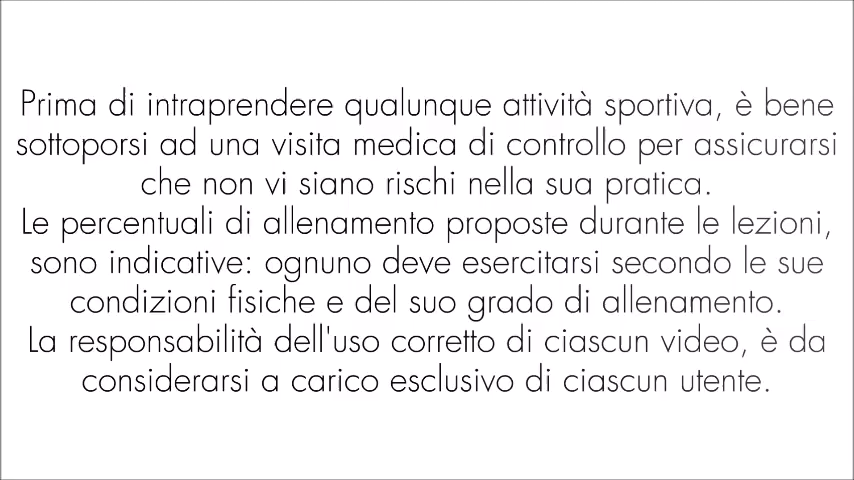 Prima di intraprendere qualunque attività sportiva, è bene
sottoporsi ad una visita medica di controllo per assicurarsi
che non vi siano rischi nella sua pratica.
Le percentuali di allenamento proposte durante le lezioni,
sono indicative: ognuno deve esercitarsi secondo le sue
condizioni fisiche e del suo grado di allenamento.
La responsabilità dell'uso corretto di ciascun video, è da
considerarsi a carico esclusivo di ciascun utente.